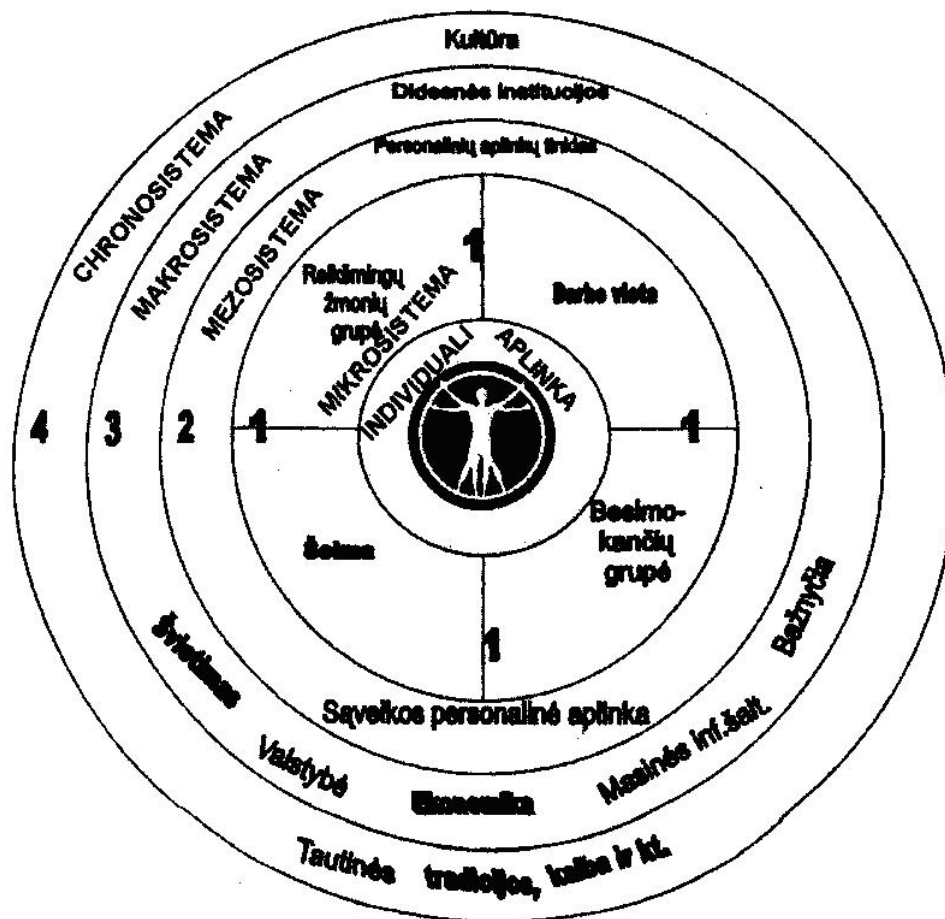 Kultūra
Didesnės institucijos
Personalinių aplinkų tinklas
CHRONOSISTEMA
MAKROSISTEMA
MEZOSISTEMA
MIKROSISTEMA
INDIVIDUALI APLINKA
1
Reikšmingų
žmonių
grupė
Darbo vieta
4
3
2
1
1
Šeima
Besimo-
kančių
grupė
1
Sąveikos personalinė aplinka
Švietimas
Valstybė
Ekonomika
Masinės inf. šalt.
Bažnyčia
Tautinės tradicijos, kalba ir kt.